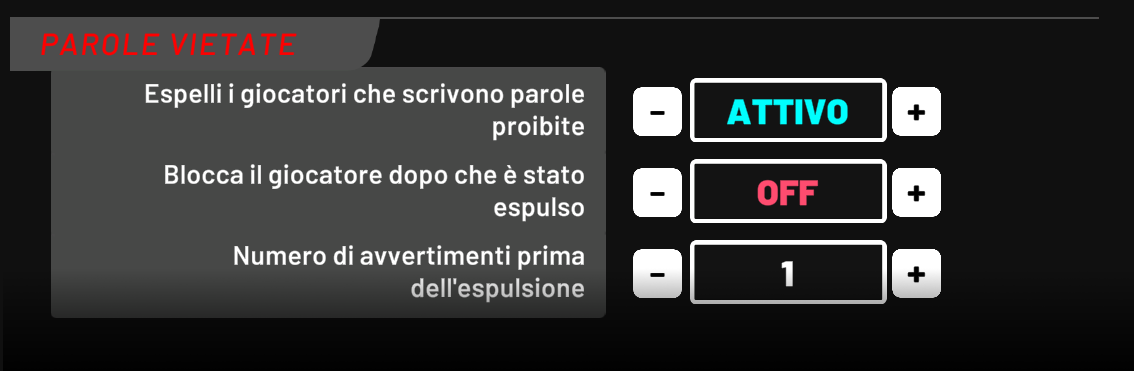 PAROLE VIETATE
Espelli i giocatori che scrivono parole
proibite
- ATTIVO +
Blocca il giocatore dopo che è stato
espulso
- OFF +
Numero di avvertimenti prima
dell'espulsione
- 1 +